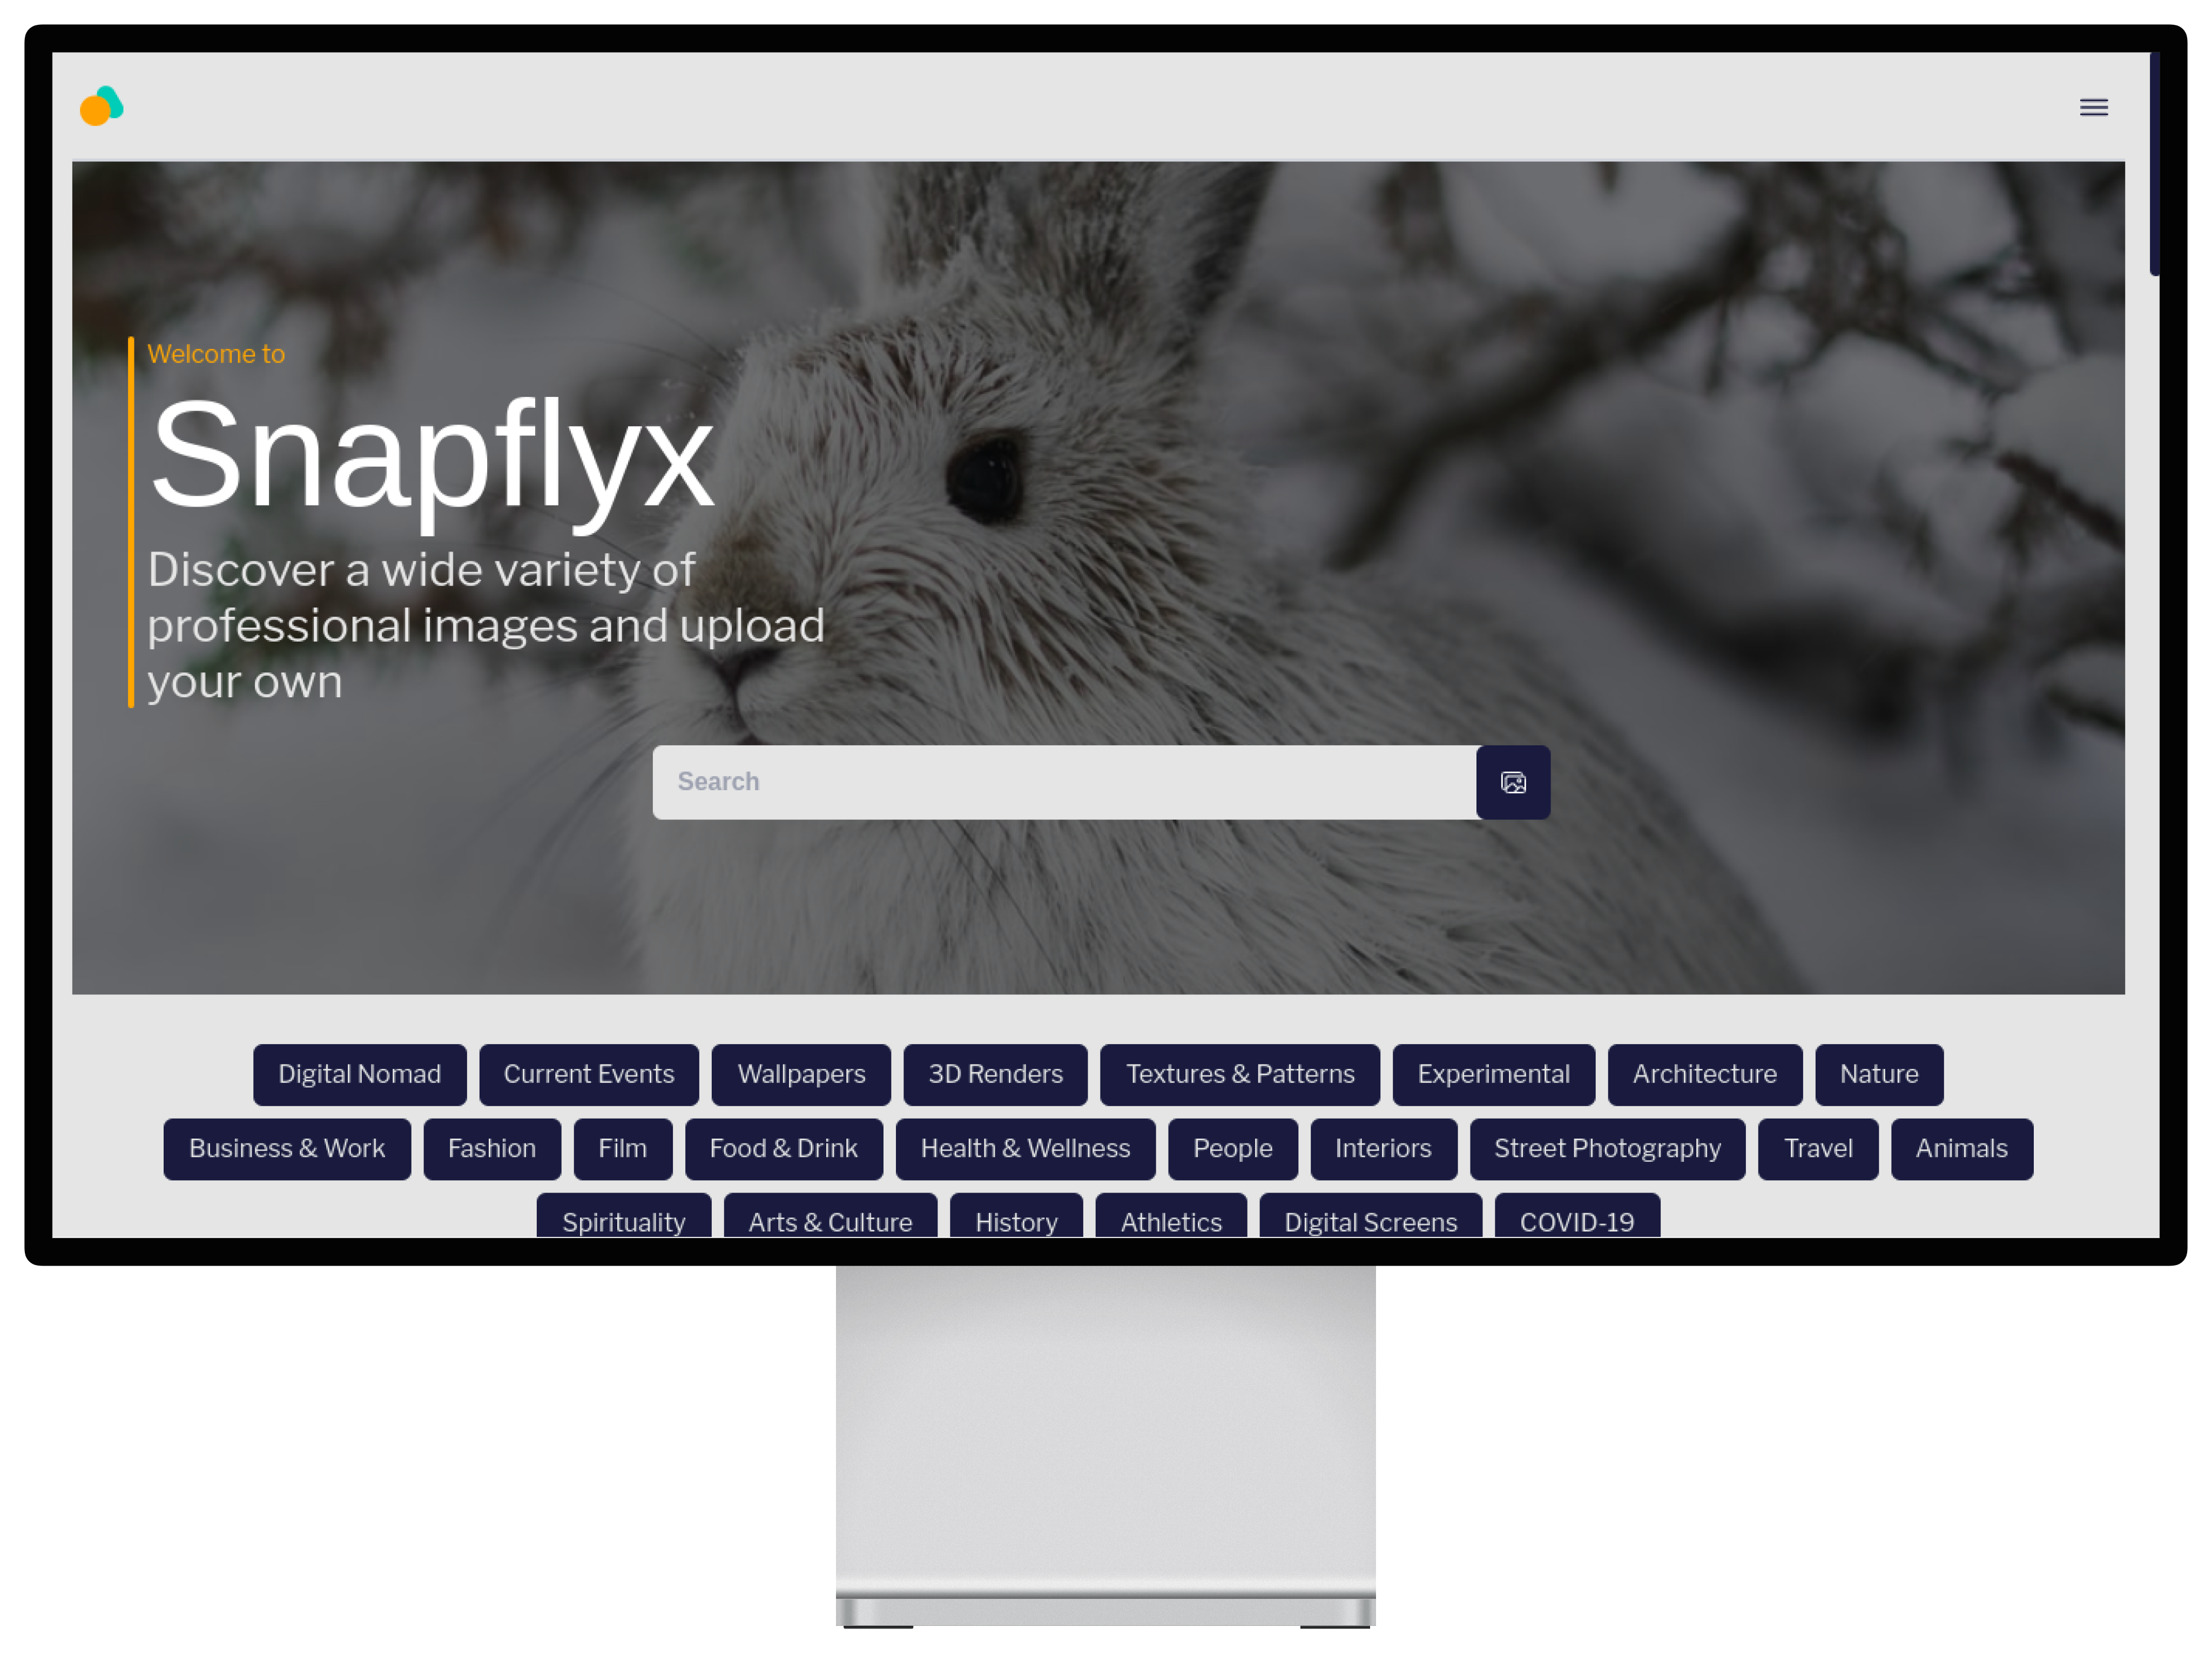 Welcome to
Snapflyx
Discover a wide variety of
professional images and upload
your own
Search
Digital Nomad Current Events Wallpapers 3D Renders Textures & Patterns Experimental Architecture Nature
Business & Work Fashion Film Food & Drink Health & Wellness People Interiors Street Photography Travel Animals
Spirituality Arts & Culture History Athletics Digital Screens COVID-19